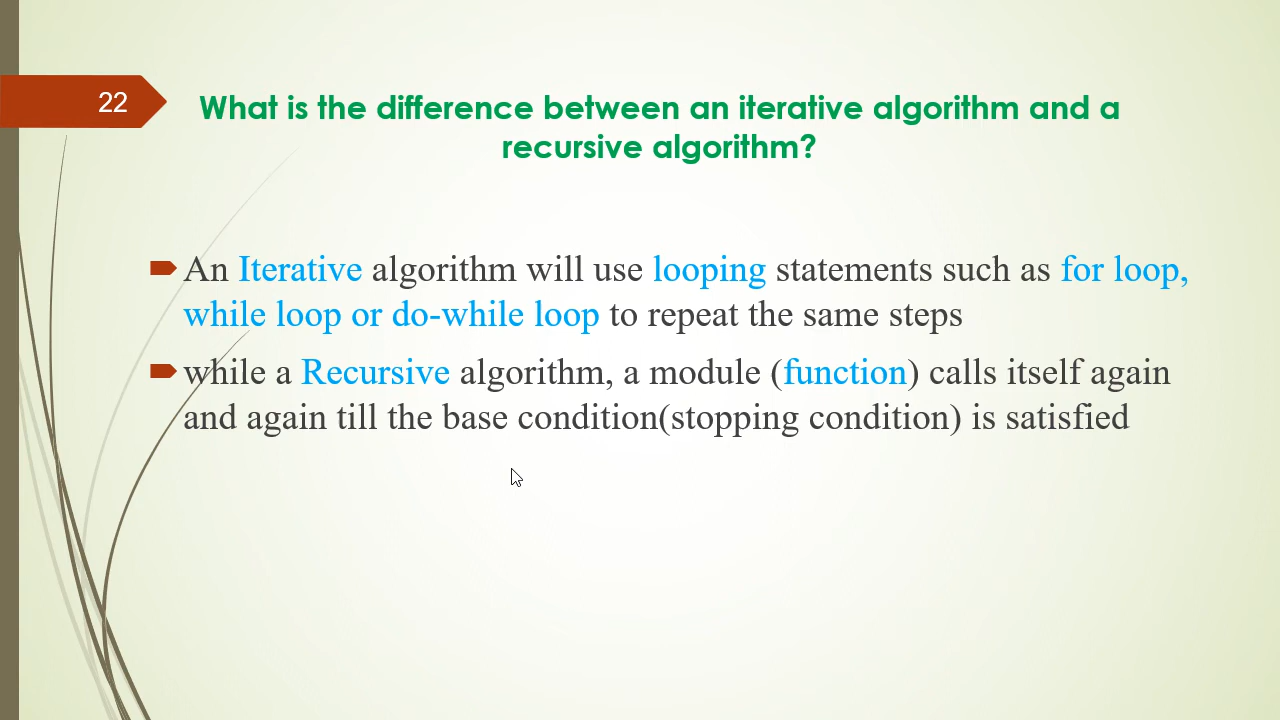 22
What is the difference between an iterative algorithm and a
recursive algorithm?
An Iterative algorithm will use looping statements such as for loop,
while loop or do-while loop to repeat the same steps
while a Recursive algorithm, a module (function) calls itself again
and again till the base condition(stopping condition) is satisfied